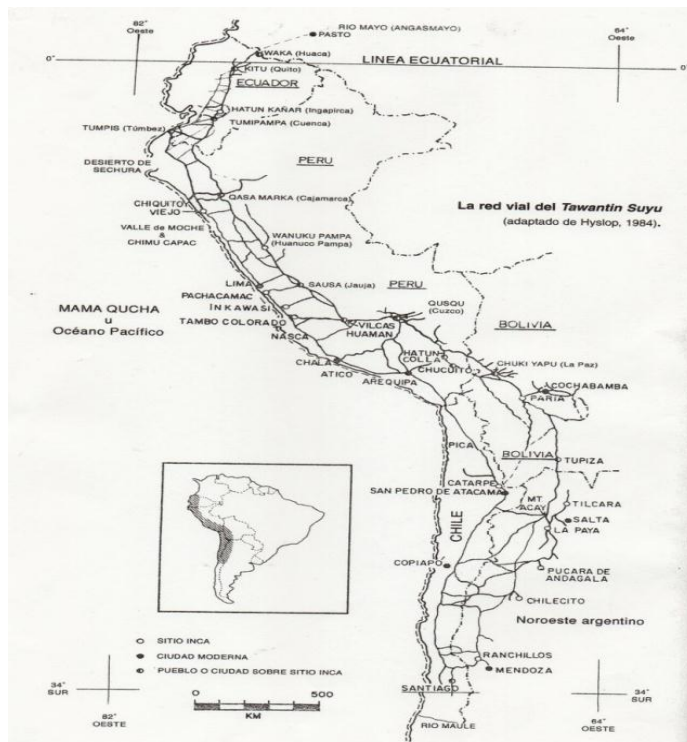 82°
Oeste
64°
Oeste
RIO MAYO (ANGASMAYO)
PASTO
WAKA (Huaca)
LINEA ECUATORIAL
0°
KITU (Quito)
ECUADOR
HATUN KAÑAR (Ingapirca)
TUMIPAMPA (Cuenca)
TUMPIS (Túmbez)
DESIERTO DE
SECHURA
PERU
QASA MARKA (Cajamarca)
CHIQUITOY
VIEJO
La red vial del Tawantin Suyu
(adaptado de Hyslop, 1984).
VALLE de MOCHE
&
CHIMU CAPAC
WANUKU PAMPA
(Huanuco Pampa)
LIMA
SAUSA (Jauja)
PERU
PACHACAMAC
QUSQU
(Cuzco)
MAMA QUCHA
u
Océano Pacífico
INKAWASI
TAMBO COLORADO
NASCA
VILCAS
HUAMAN
BOLIVIA
HATUN
COLLA
CHUKI YAPU (La Paz)
CHALA
CHUCUITO
ATICO
AREQUIPA
COCHABAMBA
PARIA
PICA
BOLIVIA
TUPIZA
CATARPE
SAN PEDRO DE ATACAMA
MT
ACAY
TILCARA
SALTA
LA PAYA
CHILE
COPIAPÓ
PUCARA DE
ANDAGALA
CHILECITO
Noroeste argentino
SITIO INCA
CIUDAD MODERNA
PUEBLO O CIUDAD SOBRE SITIO INCA
RANCHILLOS
MENDOZA
SANTIAGO
34°
SUR
82°
OESTE
0
500
KM
RIO MAULE
34°
SUR
64°
OESTE